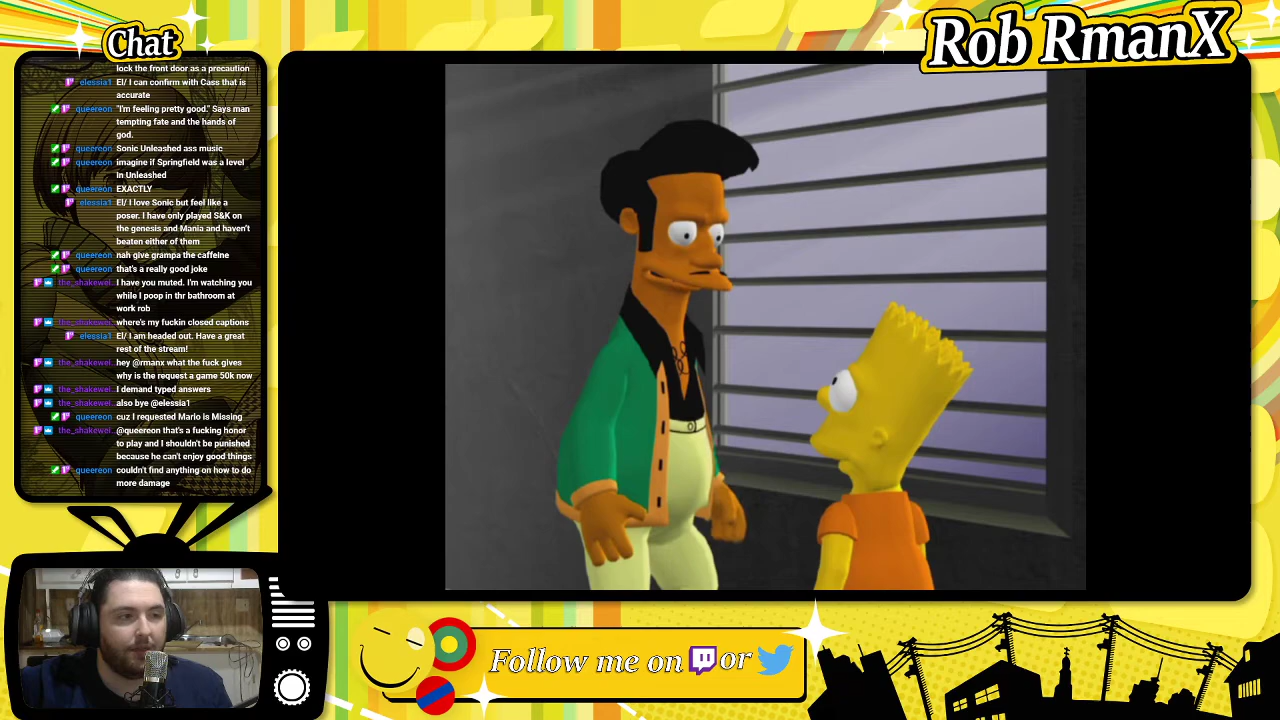 Chat
Rob RmanX
lock the front door as a precaution
elessia1 El/ I can confirm with Cass that is
accurate
queereon "I'm feeling pretty good." Says man
tempting fate and the hands of
god.
queereon Sonic Unleashed ass music
queereon imagine if Springfield was a level
in Unleashed
queereon EXACTLY
elessia1 El/ I love Sonic but feel like a
poser. I have only played S&K on
the genesis and Mania and haven't
beaten either of them
queereon nah give grampa the caffeine
queereon that's a really good joke
the_shakewei.. I have you muted. I'm watching you
while I poop in the bathroom at
work rob
the_shakewei.. where's my fuckin closed captions
elessia1 El/ I am headed out. Have a great
rest of the stream!
the_shakewei.. hey @rmanx what the fuck gives
why is the request a game 50k now
the_shakewei.. I demand typed answers
the_shakewei.. also bye @elessia1
queereon cuz I requested Mario is Missing
the_shakewei.. @queereon that's a fucking honor
to play and I shouldn't be punished
because he can't enjoy good things
queereon couldn't find anything on how to do
more damage
Follow me on or